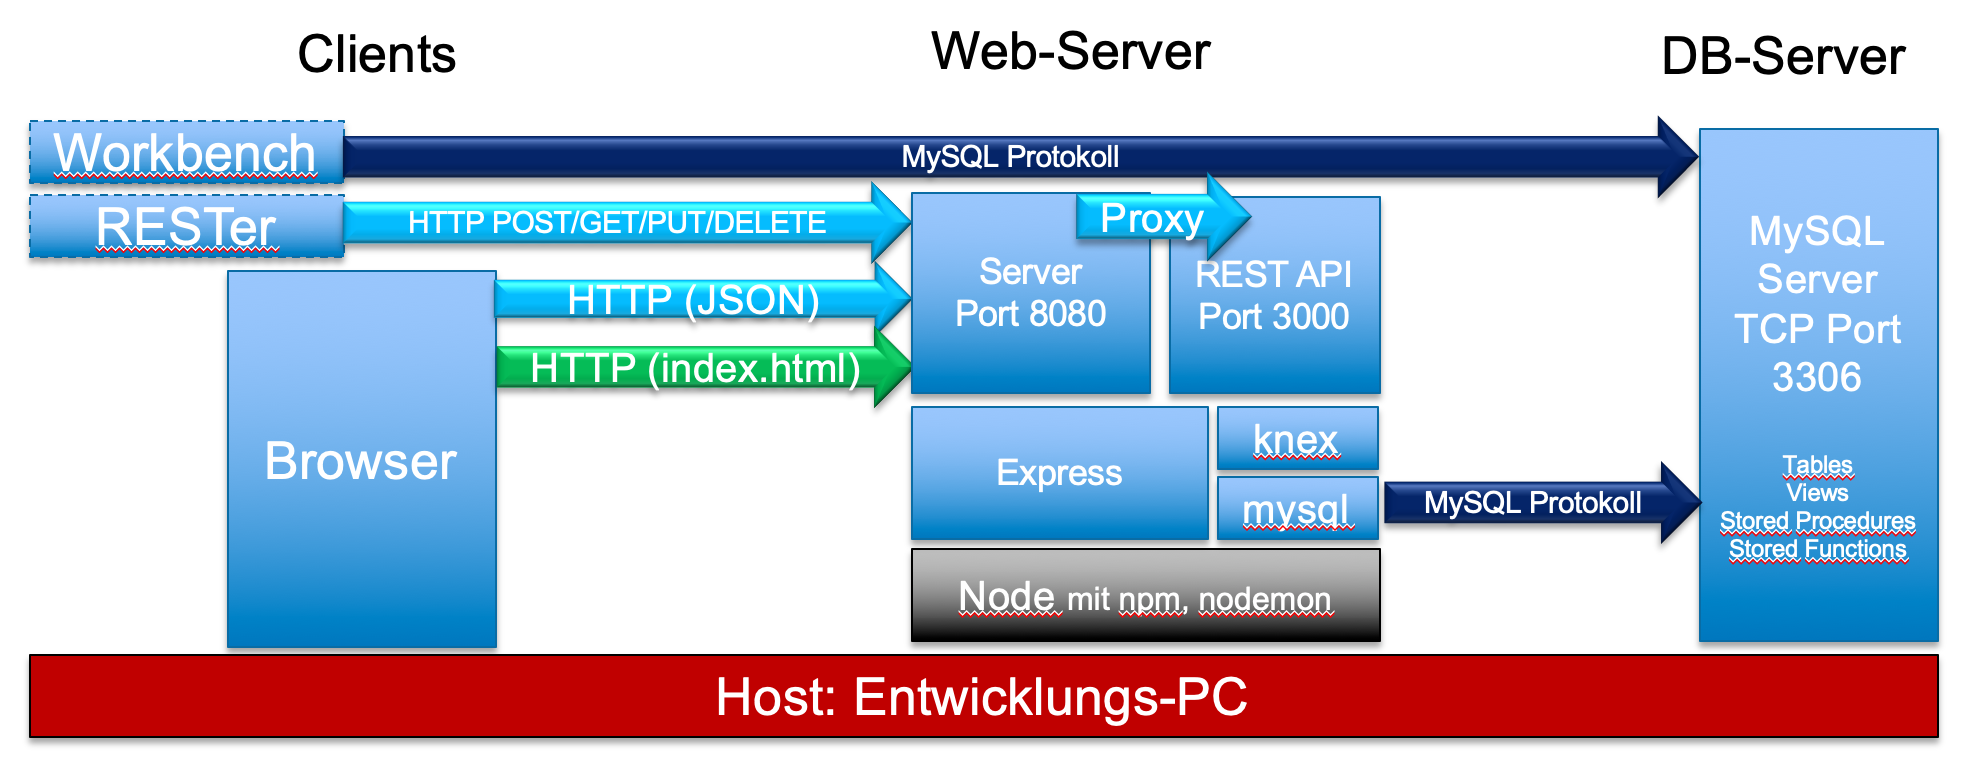 Clients
Web-Server
DB-Server
Workbench
MySQL Protokoll
RESTer
HTTP POST/GET/PUT/DELETE
Proxy
Server
Port 8080
REST API
Port 3000
HTTP (JSON)
HTTP (index.html)
Browser
Express
knex
mysql
MySQL Protokoll
Node mit npm, nodemon
MySQL
Server
TCP Port
3306
Tables
Views
Stored Procedures
Stored Functions
Host: Entwicklungs-PC